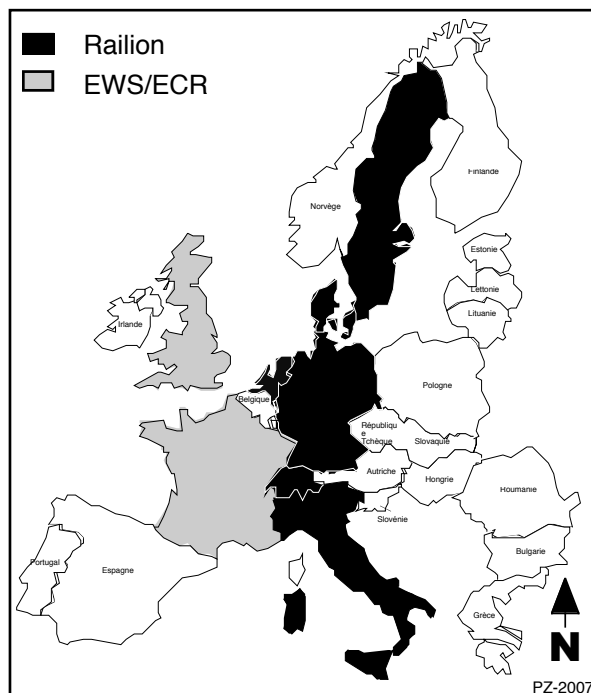 Railion
EWS/ECR
Finlande
Norvège
Estonie
Lettonie
Lituanie
Irlande
Pologne
Belgique
Républiqu
e
Tchèque
Slovaquie
Autriche
Hongrie
Roumanie
Slovénie
Bulgarie
Portugal
Espagne
Grèce
N
PZ-2007